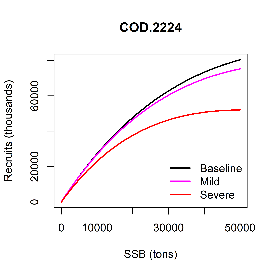 COD.2224
Recruits (thousands)
60000
20000
0
Baseline
Mild
Severe
0 10000 30000 50000
SSB (tons)